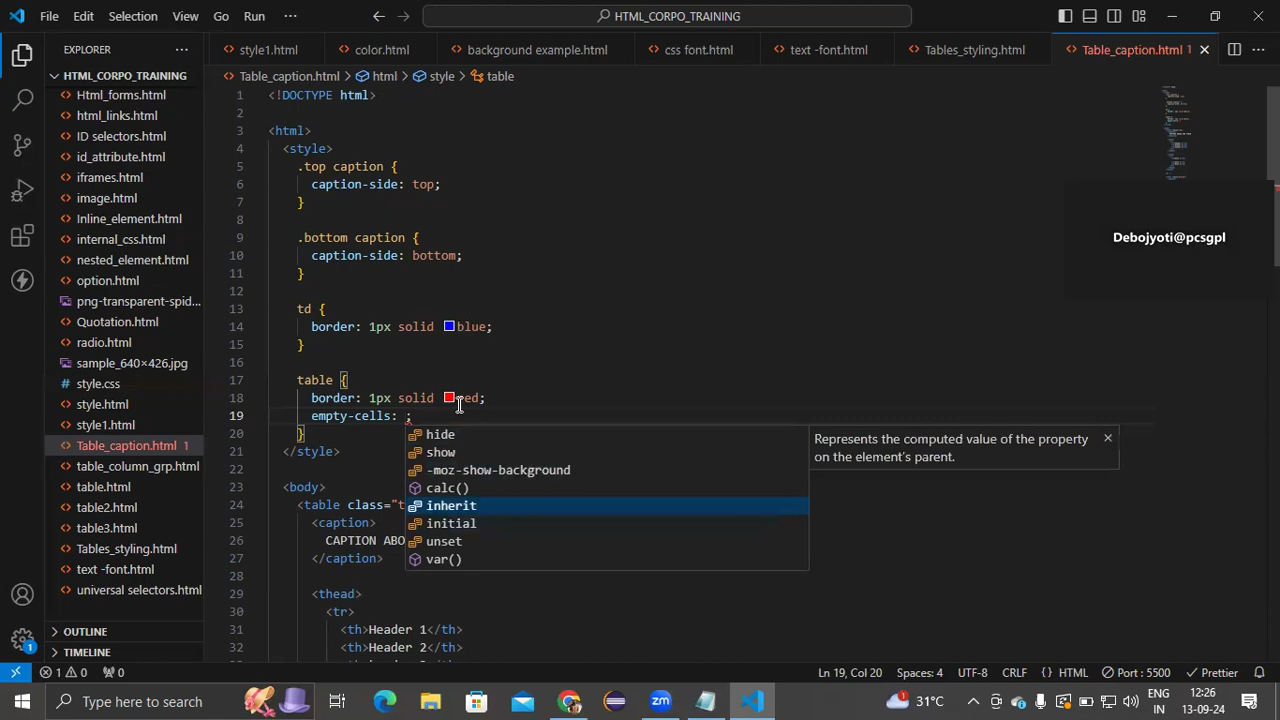 File Edit Selection View Go Run ··· HTML_CORPO_TRAINING
EXPLORER ···
style1.html color.html background example.html css font.html text -font.html Tables_styling.html Table_caption.html 1
HTML_CORPO_TRAINING
Html_forms.html
html_links.html
ID selectors.html
id_attribute.html
iframes.html
image.html
Inline_element.html
internal_css.html
nested_element.html
option.html
png-transparent-spid...
Quotation.html
radio.html
sample_640×426.jpg
style.css
style.html
style1.html
Table_caption.html 1
table_column_grp.html
table.html
table2.html
table3.html
Tables_styling.html
text -font.html
universal selectors.html
OUTLINE
TIMELINE
Table_caption.html > html > style > table
1 <!DOCTYPE html>
2
3 <html>
4 <style>
5 .top caption {
6 caption-side: top;
7 }
8
9 .bottom caption {
10 caption-side: bottom;
11 }
12
13 td {
14 border: 1px solid blue;
15 }
16
17 table {
18 border: 1px solid red;
19 empty-cells: ;
20 }
21 </style>
22
23 <body>
24 <table class="t
25 <caption>
26 CAPTION ABO
27 </caption>
28
29 <thead>
30 <tr>
31 <th>Header 1</th>
32 <th>Header 2</th>
hide
show
-moz-show-background
calc()
inherit
initial
unset
var()
Represents the computed value of the property
on the element's parent.
Debojyoti@pcsgpl
1 0 0 Ln 19, Col 20 Spaces: 4 UTF-8 CRLF {} HTML Port : 5500 Prettier
1
Type here to search
1 31°C
ENG
IN
12:26
13-09-24